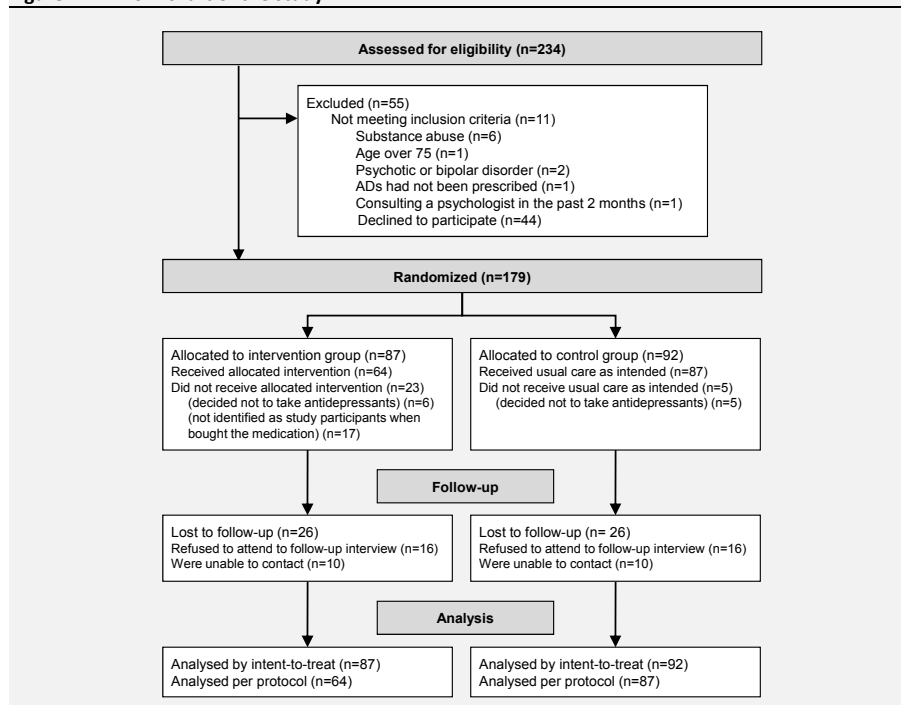 Assessed for eligibility (n=234)
Excluded (n=55)
Not meeting inclusion criteria (n=11)
Substance abuse (n=6)
Age over 75 (n=1)
Psychotic or bipolar disorder (n=2)
ADs had not been prescribed (n=1)
Consulting a psychologist in the past 2 months (n=1)
Declined to participate (n=44)
Randomized (n=179)
Allocated to intervention group (n=87)
Received allocated intervention (n=64)
Did not receive allocated intervention (n=23)
(decided not to take antidepressants) (n=6)
(not identified as study participants when
bought the medication) (n=17)
Allocated to control group (n=92)
Received usual care as intended (n=87)
Did not receive usual care as intended (n=5)
(decided not to take antidepressants) (n=5)
Follow-up
Lost to follow-up (n=26)
Refused to attend to follow-up interview (n=16)
Were unable to contact (n=10)
Lost to follow-up (n= 26)
Refused to attend to follow-up interview (n=16)
Were unable to contact (n=10)
Analysis
Analysed by intent-to-treat (n=87)
Analysed per protocol (n=64)
Analysed by intent-to-treat (n=92)
Analysed per protocol (n=87)